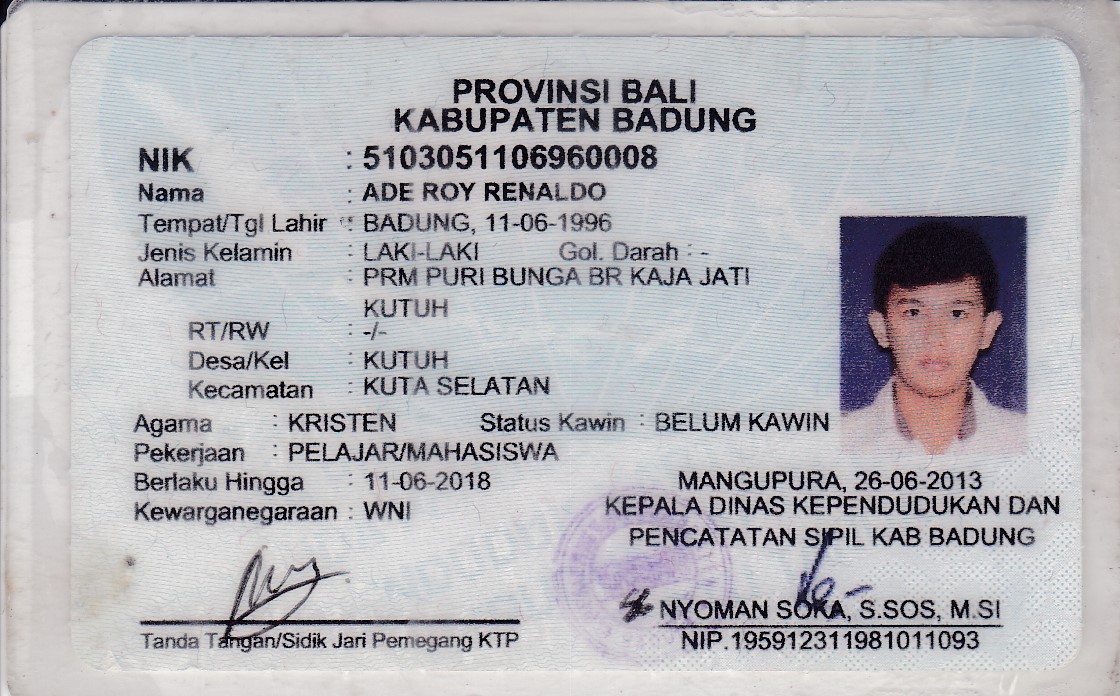 PROVINSI BALI
KABUPATEN BADUNG
NIK : 5103051106960008
Nama : ADE ROY RENALDO
Tempat/Tgl Lahir : BADUNG, 11-06-1996
Jenis Kelamin : LAKI-LAKI Gol. Darah : -
Alamat : PRM PURI BUNGA BR KAJA JATI
KUTUH
RT/RW : -/-
Desa/Kel : KUTUH
Kecamatan : KUTA SELATAN
Agama : KRISTEN Status Kawin : BELUM KAWIN
Pekerjaan : PELAJAR/MAHASISWA
Berlaku Hingga : 11-06-2018
Kewarganegaraan : WNI
MANGUPURA, 26-06-2013
KEPALA DINAS KEPENDUDUKAN DAN
PENCATATAN SIPIL KAB BADUNG
NYOMAN SOKA, S.SOS, M.SI
NIP.195912311981011093
Tanda Tangan/Sidik Jari Pemegang KTP